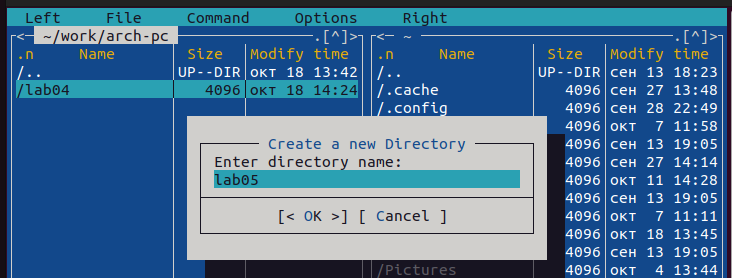 Left File Command Options Right
<─ ~/work/arch-pc .[^]> <─ ~ .[^]>
.n Name Size Modify time .n Name Size Modify time
/.. UP--DIR окт 18 13:42 /.. UP--DIR сен 13 18:23
/lab04 4096 окт 18 14:24 /.cache 4096 сен 27 13:48
/.config 4096 сен 28 22:49
4096 окт 7 11:58
Create a new Directory 4096 сен 13 19:05
Enter directory name: 4096 сен 27 14:14
lab05 4096 окт 11 14:28
4096 сен 13 19:05
[< OK >] [ Cancel ] 4096 окт 7 11:11
4096 окт 18 13:45
4096 сен 13 19:05
/Pictures 4096 окт 4 13:44